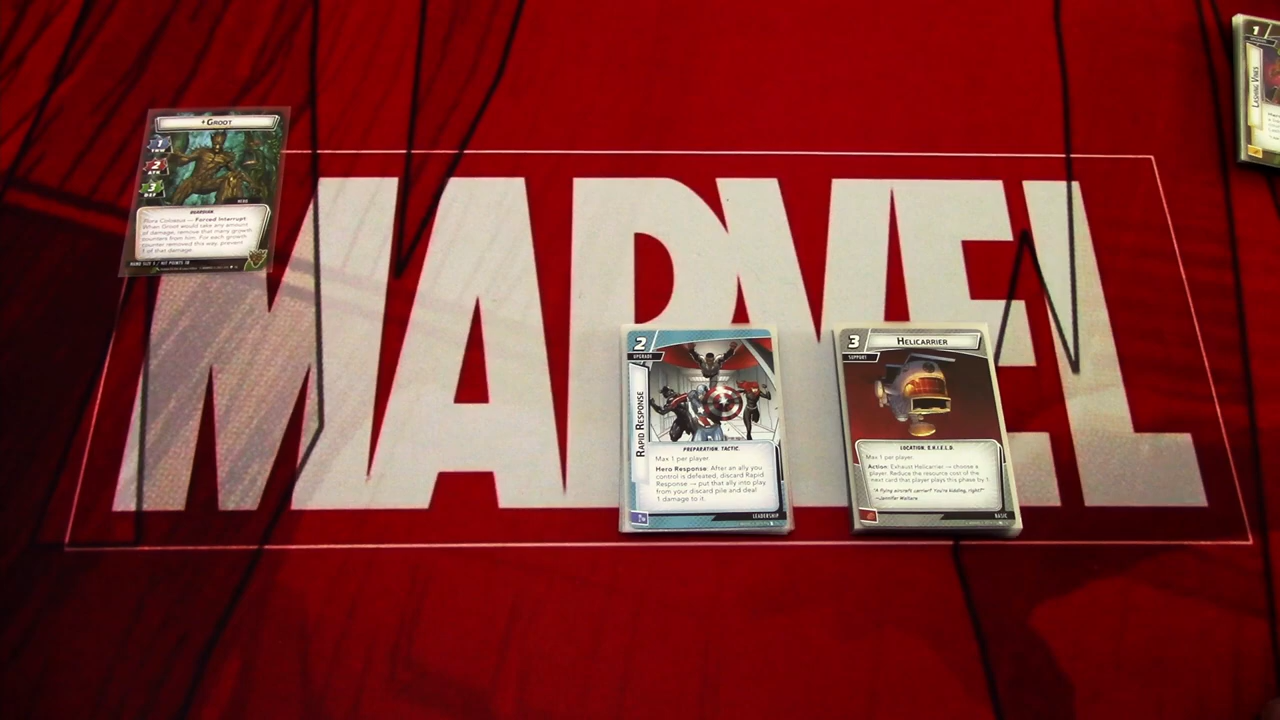 GROOT
1
THW
2
ATK
3
DEF
HERO
GUARDIAN
Flora Colossus — Forced Interrupt:
When Groot would take any amount
of damage, remove that many growth
counters from him. For each growth
counter removed this way, prevent
1 of that damage.
HAND SIZE 5 / HIT POINTS 10
MARVEL
2
UPGRADE
RAPID RESPONSE
PREPARATION. TACTIC.
Max 1 per player.
Hero Response: After an ally you
control is defeated, discard Rapid
Response → put that ally into play
from your discard pile and deal
1 damage to it.
LEADERSHIP
3
HELICARRIER
SUPPORT
LOCATION. S.H.I.E.L.D.
Max 1 per player.
Action: Exhaust Helicarrier → choose a
player. Reduce the resource cost of the
next card that player plays this phase by 1.
"A flying aircraft carrier? You're kidding, right?"
—Jennifer Walters
BASIC
1
LASHING VINES